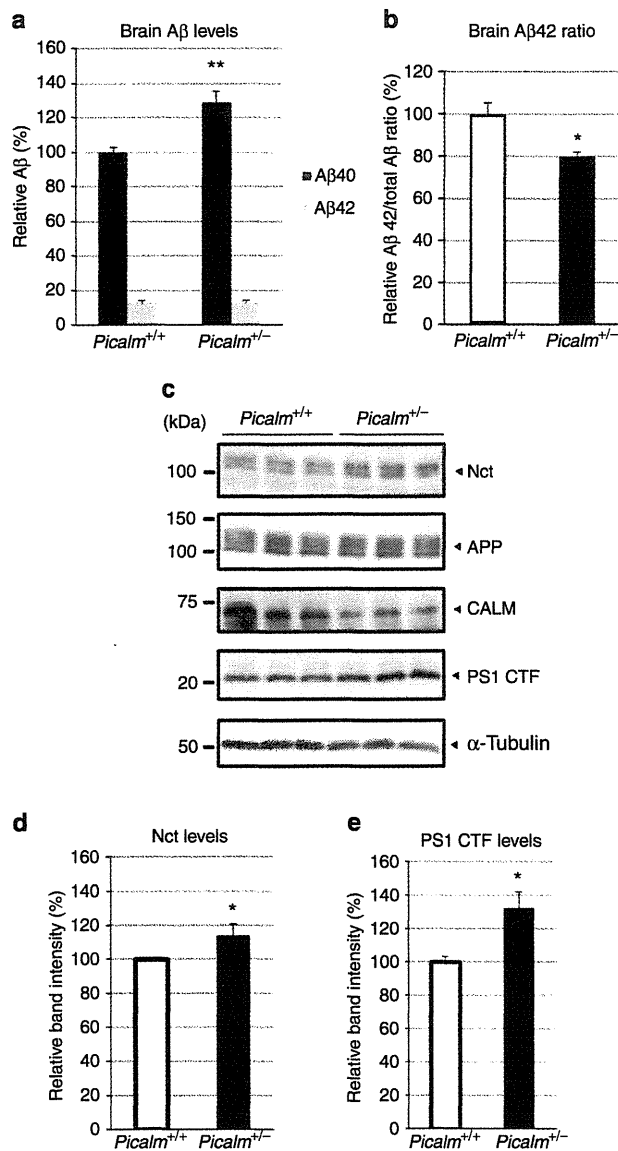 a
Brain Aβ levels
Relative Aβ (%)
160
140
120
100
80
60
40
20
0
**
Picalm+/+
Picalm+/−
Aβ40
Aβ42
b
Brain Aβ42 ratio
Relative Aβ 42/total Aβ ratio (%)
120
100
80
60
40
20
0
*
Picalm+/+
Picalm+/−
c
(kDa)
Picalm+/+
Picalm+/−
100
Nct
150
100
APP
75
CALM
20
PS1 CTF
50
α-Tubulin
d
Nct levels
Relative band intensity (%)
160
140
120
100
80
60
40
20
0
*
Picalm+/+
Picalm+/−
e
PS1 CTF levels
Relative band intensity (%)
160
140
120
100
80
60
40
20
0
*
Picalm+/+
Picalm+/−